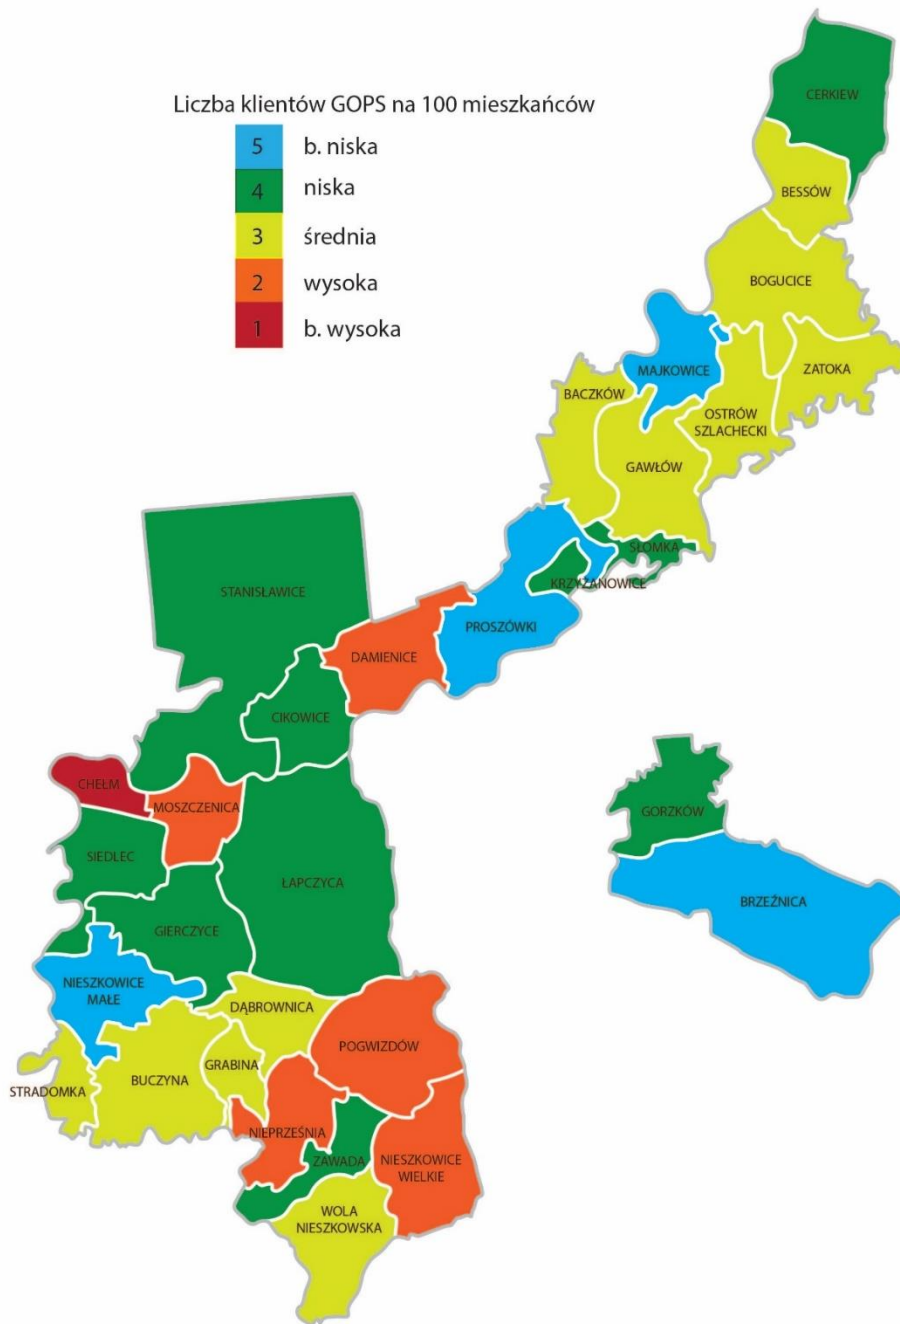 Liczba klientów GOPS na 100 mieszkańców
5 b. niska
4 niska
3 średnia
2 wysoka
1 b. wysoka
CERKIEW
BESSÓW
BOGUCICE
MAJKOWICE
ZATOKA
BACZKÓW
OSTRÓW
SZLACHECKI
GAWŁÓW
SŁOMKA
KRZYŻANOWICE
STANISŁAWICE
PROSZÓWKI
DAMIENICE
CIKOWICE
CHEŁM
MOSZCZENICA
GORZKÓW
SIEDLEC
ŁAPCZYCA
BRZEŹNICA
GIERCZYCE
NIESZKOWICE
MAŁE
DĄBROWNICA
POGWIZDÓW
GRABINA
BUCZYNA
STRADOMKA
NIEPRZEŚNIA
ZAWADA
NIESZKOWICE
WIELKIE
WOLA
NIESZKOWSKA